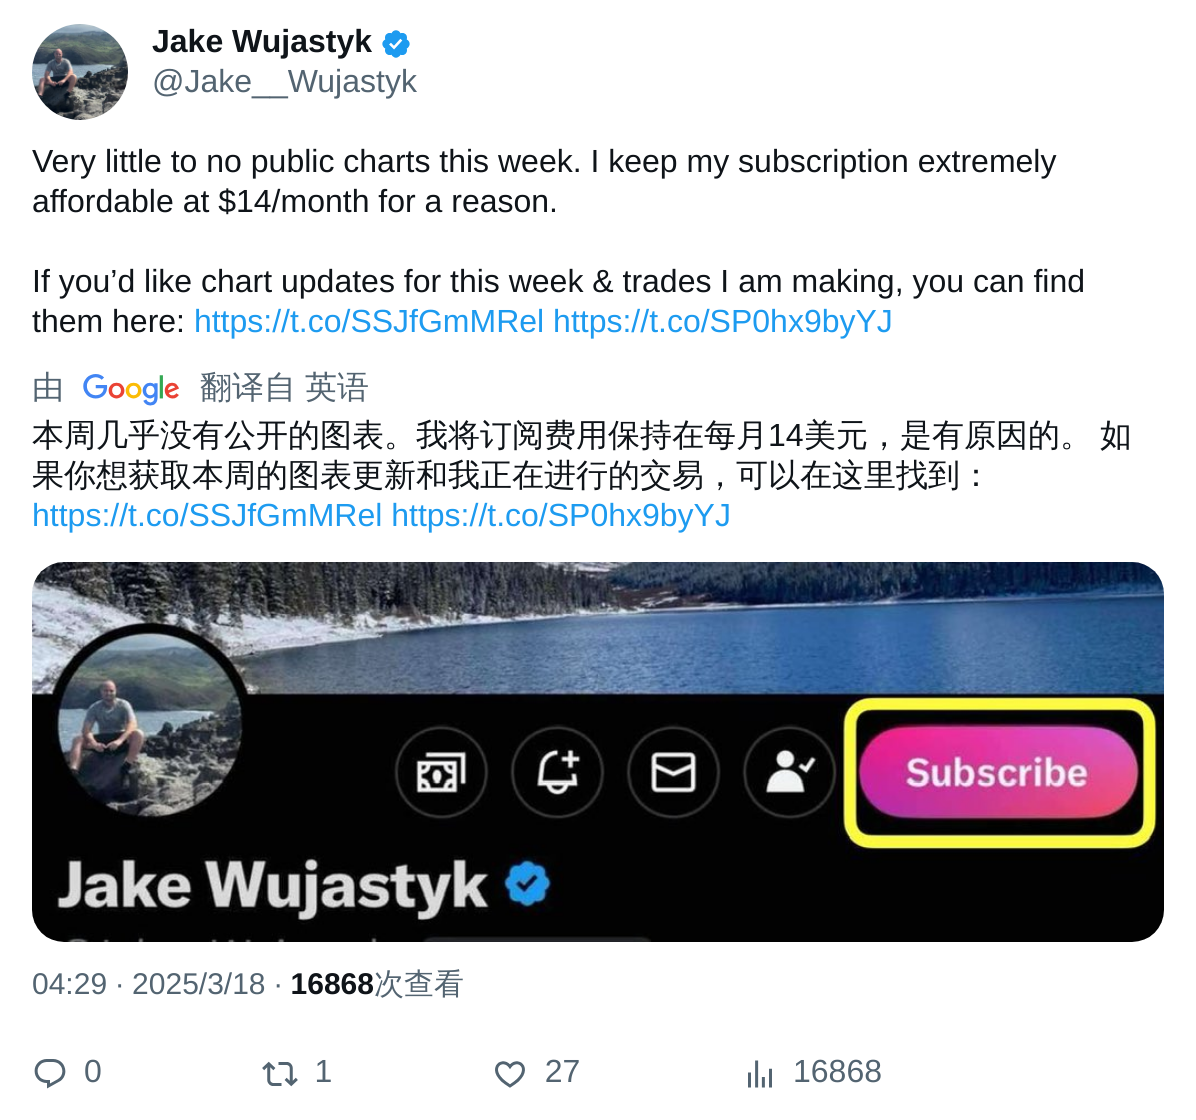 Jake Wujastyk
@Jake__Wujastyk
Very little to no public charts this week. I keep my subscription extremely
affordable at $14/month for a reason.
If you’d like chart updates for this week & trades I am making, you can find
them here: https://t.co/SSJfGmMRel https://t.co/SP0hx9byYJ
由 Google 翻译自 英语
本周几乎没有公开的图表。我将订阅费用保持在每月14美元，是有原因的。 如
果你想获取本周的图表更新和我正在进行的交易，可以在这里找到：
https://t.co/SSJfGmMRel https://t.co/SP0hx9byYJ
Subscribe
Jake Wujastyk
04:29 · 2025/3/18 · 16868次查看
0 1 27 16868